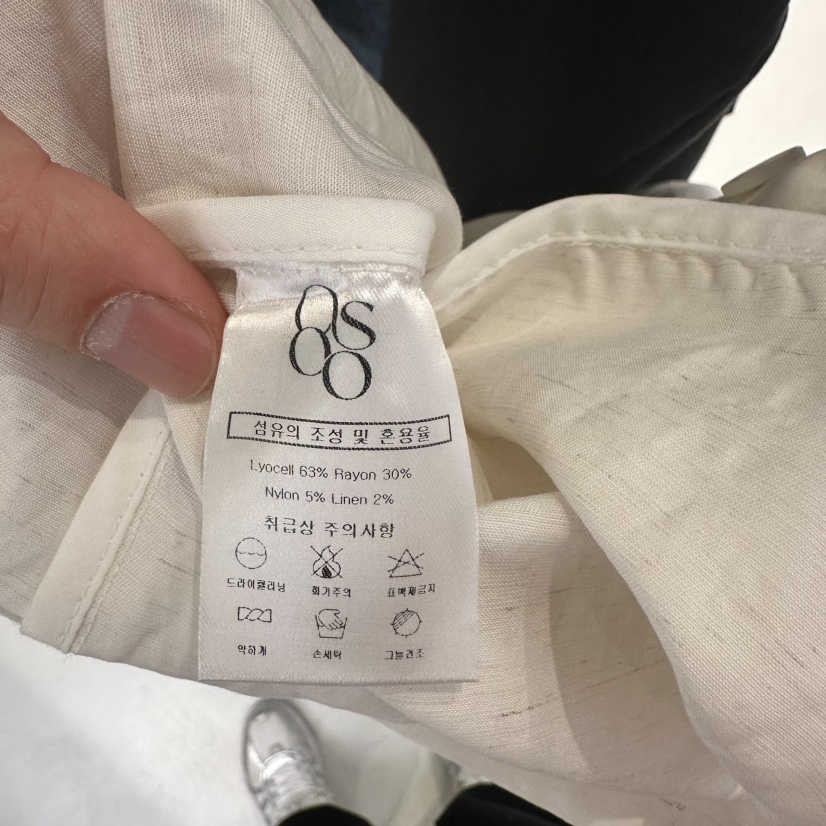 섬유의 조성 및 혼용율
Lyocell 63% Rayon 30%
Nylon 5% Linen 2%
취급상 주의사항
드라이클리닝 화기주의 표백제금지
약하게 손세탁 그늘건조